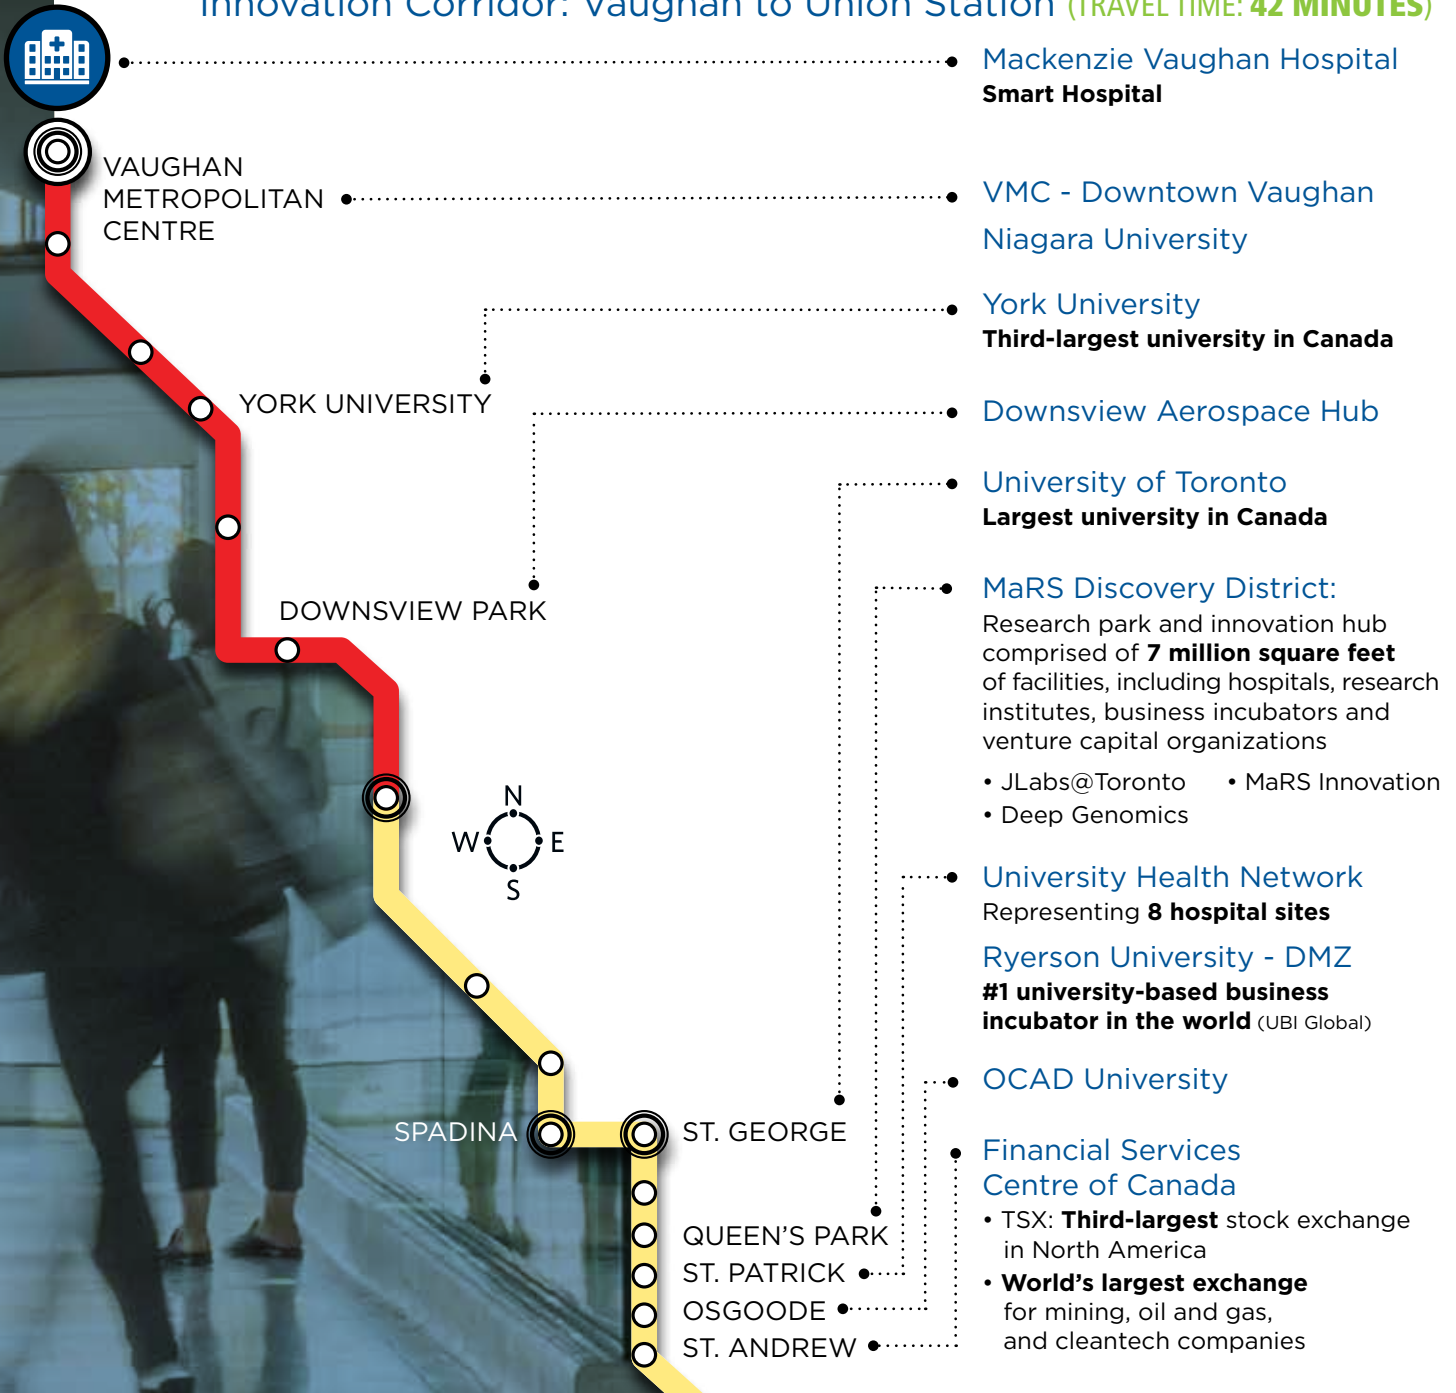 Innovation Corridor: Vaughan to Union Station (TRAVEL TIME: 42 MINUTES)
Mackenzie Vaughan Hospital
Smart Hospital
VAUGHAN
METROPOLITAN
CENTRE
VMC - Downtown Vaughan
Niagara University
York University
Third-largest university in Canada
YORK UNIVERSITY
Downsview Aerospace Hub
University of Toronto
Largest university in Canada
DOWNSVIEW PARK
MaRS Discovery District:
Research park and innovation hub
comprised of 7 million square feet
of facilities, including hospitals, research
institutes, business incubators and
venture capital organizations
• JLabs@Toronto • MaRS Innovation
• Deep Genomics
N
W E
S
University Health Network
Representing 8 hospital sites
Ryerson University - DMZ
#1 university-based business
incubator in the world (UBI Global)
OCAD University
SPADINA
ST. GEORGE
Financial Services
Centre of Canada
• TSX: Third-largest stock exchange
in North America
• World's largest exchange
for mining, oil and gas,
and cleantech companies
QUEEN'S PARK
ST. PATRICK
OSGOODE
ST. ANDREW